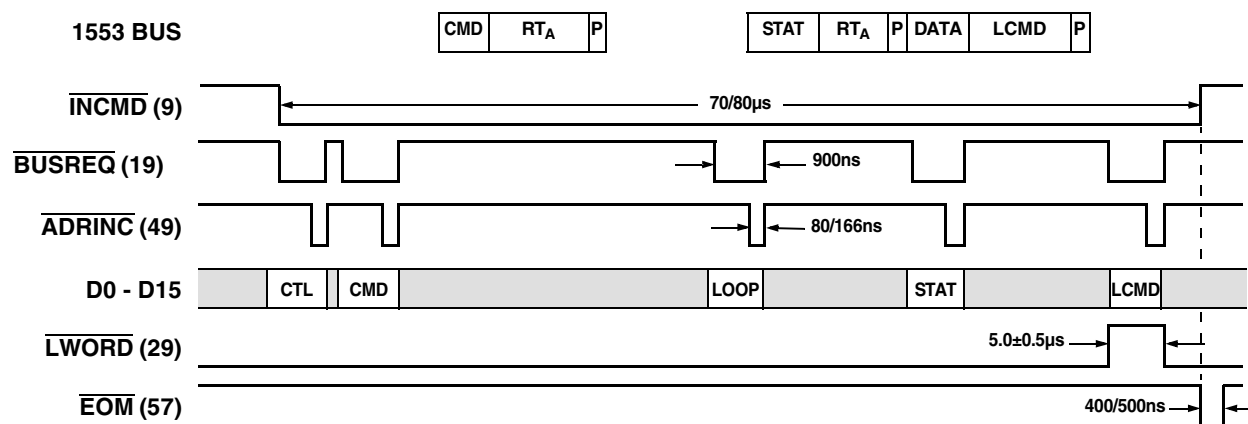 1553 BUS CMD RTA P STAT RTA P DATA LCMD P
INCMD (9) 70/80µs
BUSREQ (19) 900ns
ADRINC (49) 80/166ns
D0 - D15 CTL CMD LOOP STAT LCMD
LWORD (29) 5.0±0.5µs
EOM (57) 400/500ns